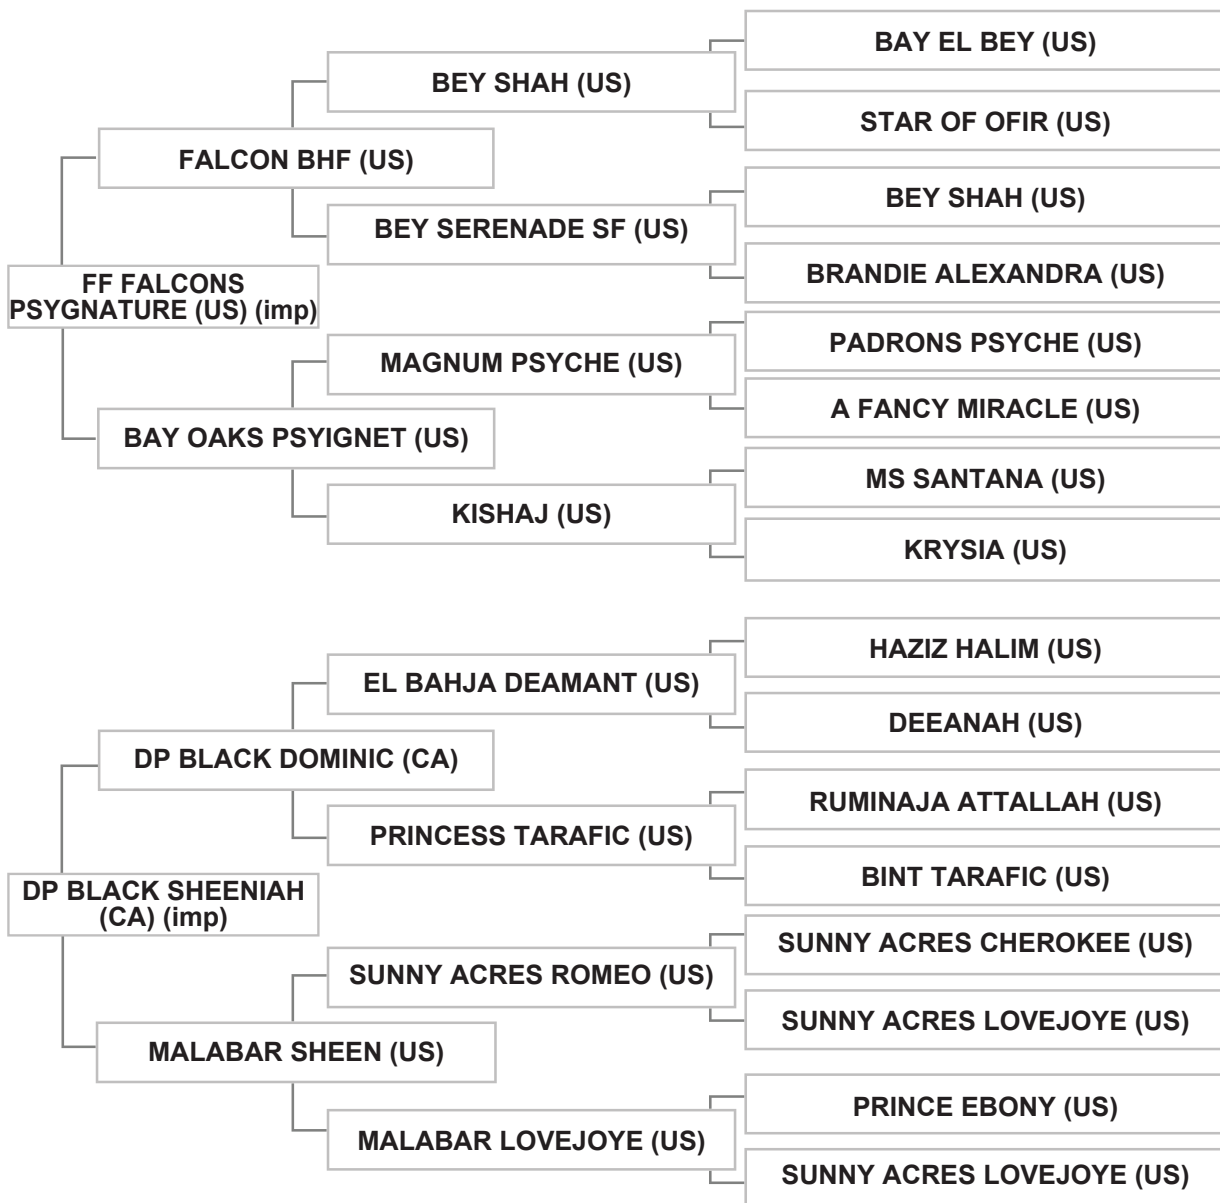 BAY EL BEY (US)
BEY SHAH (US)
STAR OF OFIR (US)
FALCON BHF (US)
BEY SHAH (US)
BEY SERENADE SF (US)
BRANDIE ALEXANDRA (US)
FF FALCONS
PSYGNATURE (US) (imp)
PADRONS PSYCHE (US)
MAGNUM PSYCHE (US)
A FANCY MIRACLE (US)
BAY OAKS PSYIGNET (US)
MS SANTANA (US)
KISHAJ (US)
KRYSIA (US)
HAZIZ HALIM (US)
EL BAHJA DEAMANT (US)
DEEANAH (US)
DP BLACK DOMINIC (CA)
RUMINAJA ATTALLAH (US)
PRINCESS TARAFIC (US)
BINT TARAFIC (US)
DP BLACK SHEENIAH
(CA) (imp)
SUNNY ACRES CHEROKEE (US)
SUNNY ACRES ROMEO (US)
SUNNY ACRES LOVEJOYE (US)
MALABAR SHEEN (US)
PRINCE EBONY (US)
MALABAR LOVEJOYE (US)
SUNNY ACRES LOVEJOYE (US)